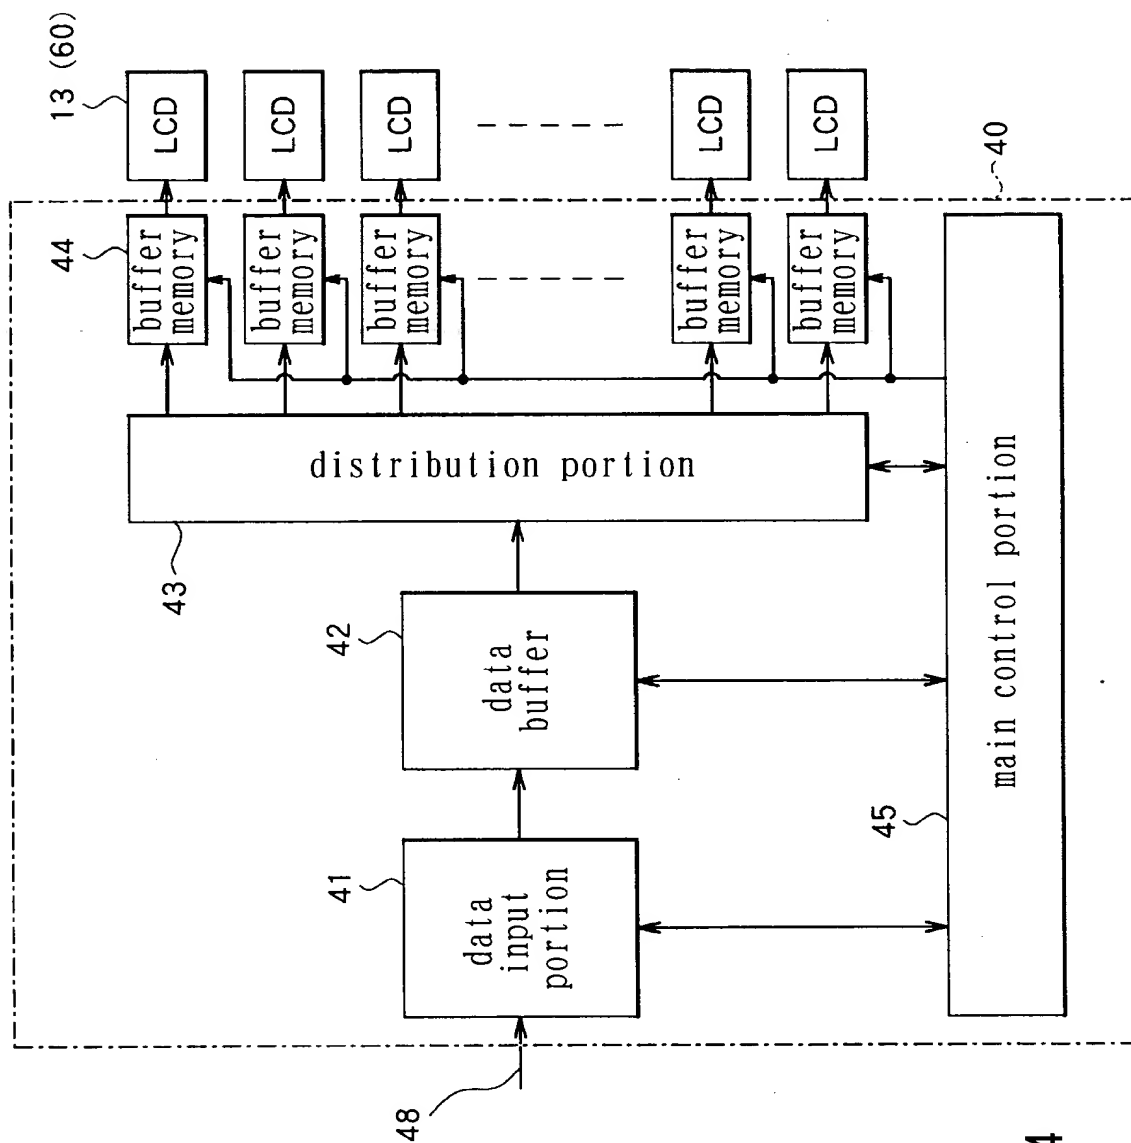 13 (60)
LCD
LCD
LCD
LCD
LCD
40
44
buffer
memory
buffer
memory
buffer
memory
buffer
memory
buffer
memory
distribution portion
43
42
data
buffer
41
data
input
portion
45
main control portion
48
4